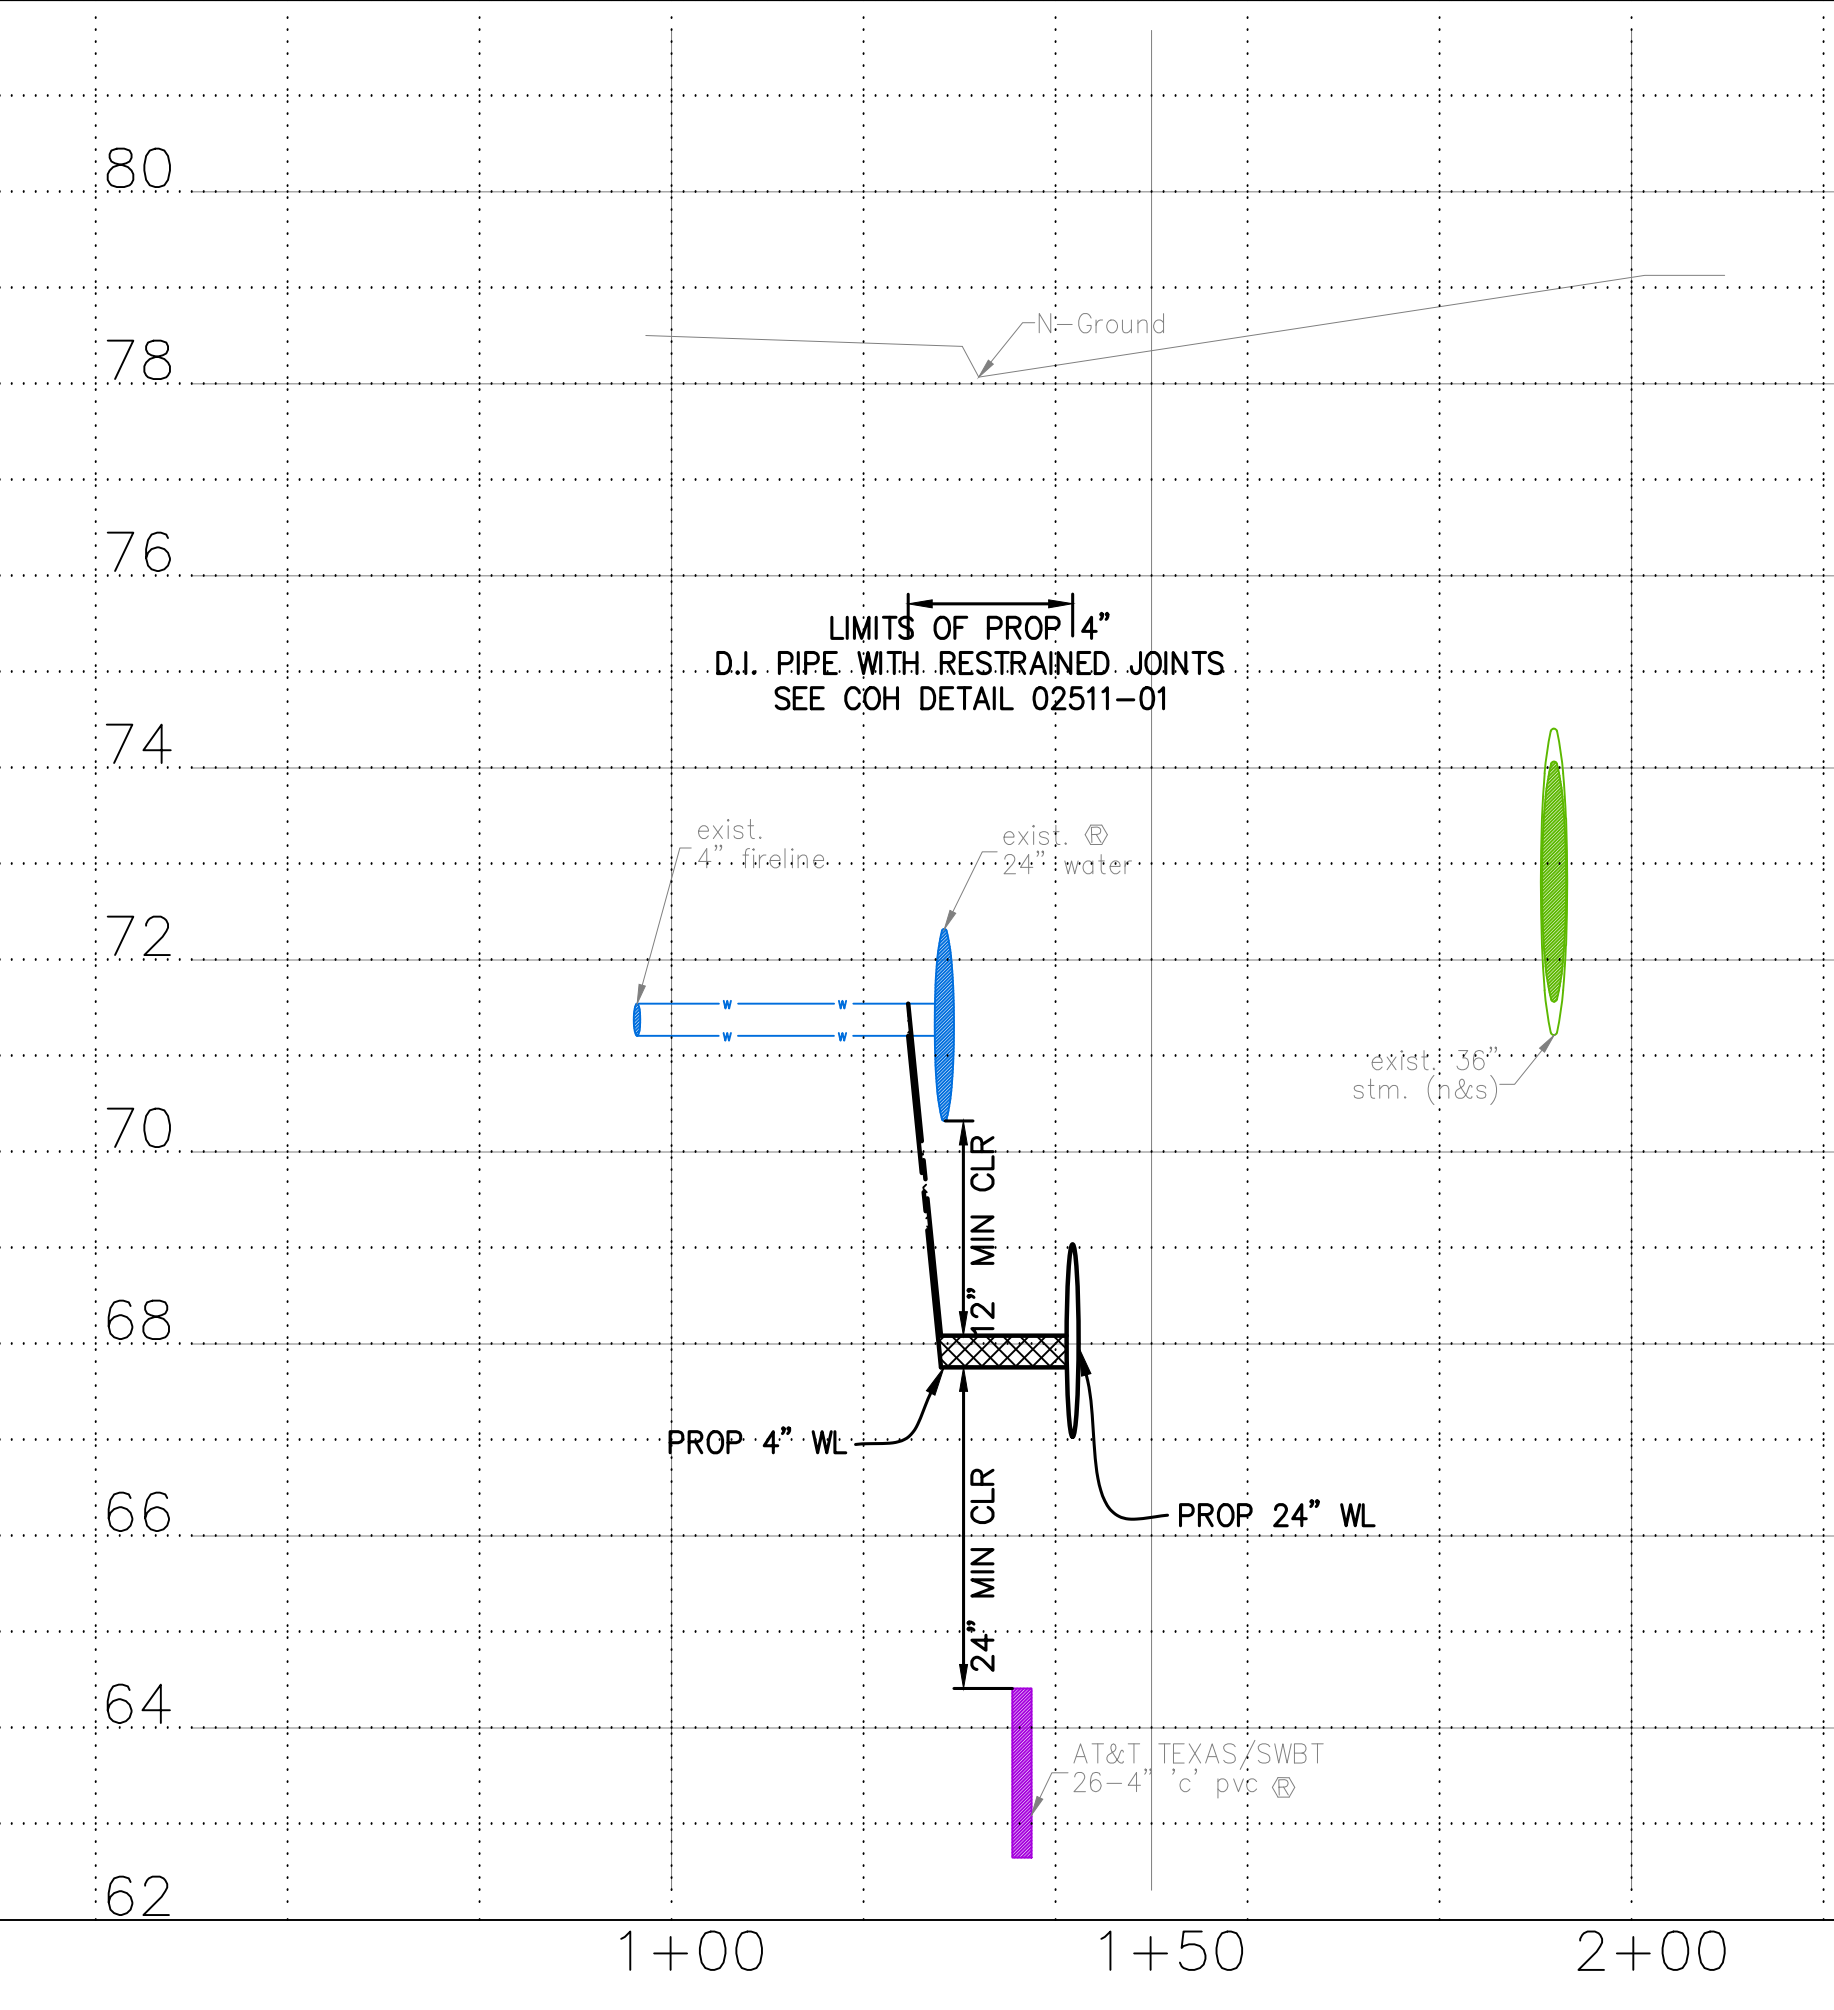 80
N-Ground
78
76
LIMITS OF PROP 4"
D.I. PIPE WITH RESTRAINED JOINTS
SEE COH DETAIL 02511-01
74
exist.
4" fireline
exist. Ⓡ
24" water
72
W W
W W
exist. 36"
stm. (n&s)
70
12" MIN CLR
68
PROP 4" WL
24" MIN CLR
66
PROP 24" WL
64
AT&T TEXAS/SWBT
26-4" 'c' pvc Ⓡ
62
1+00 1+50 2+00